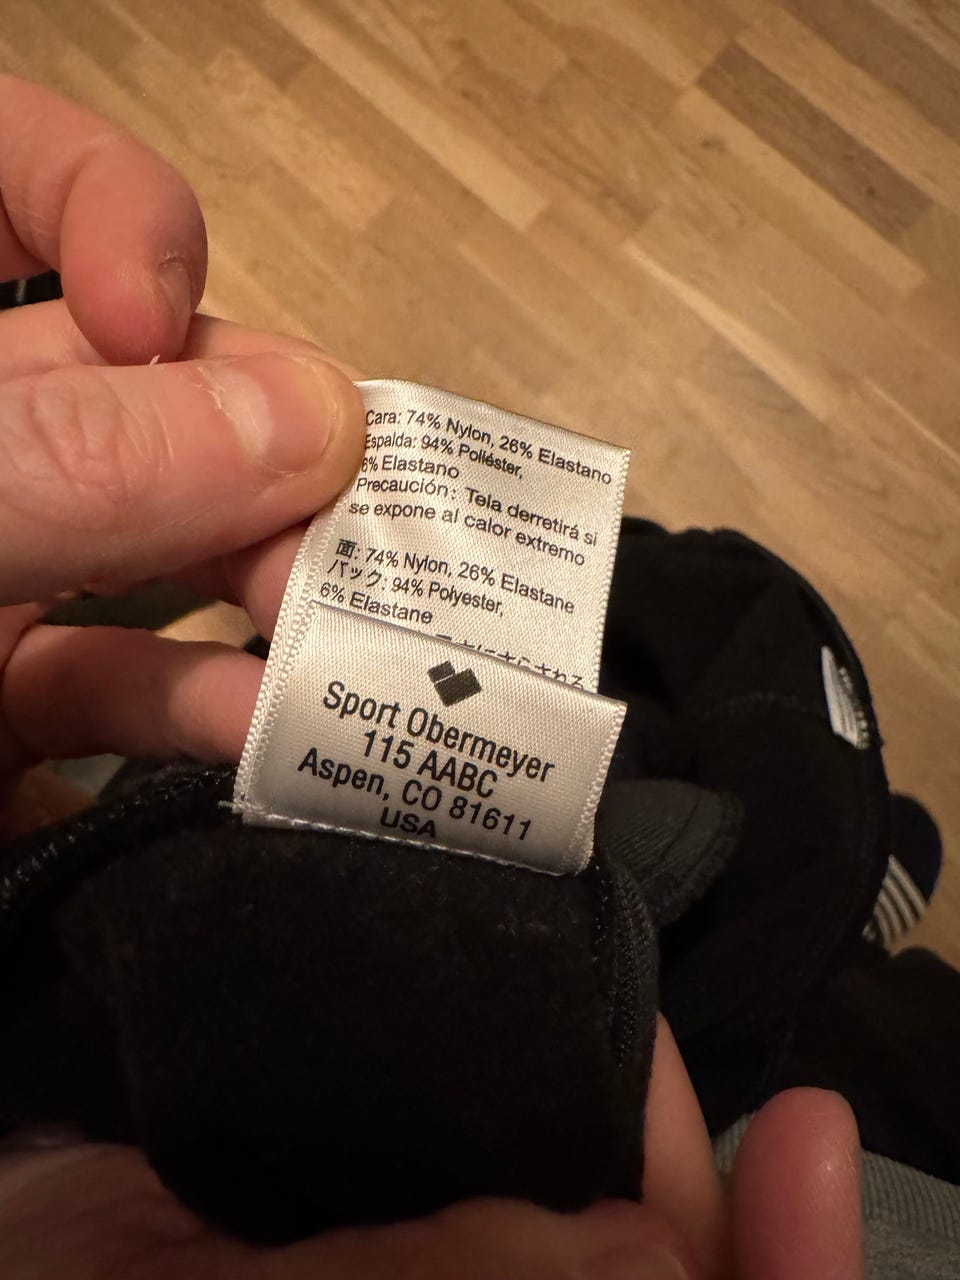 Cara: 74% Nylon, 26% Elastano
Espalda: 94% Poliéster,
6% Elastano
Precaución: Tela derretirá si
se expone al calor extremo
面: 74% Nylon, 26% Elastane
バック: 94% Polyester,
6% Elastane
Sport Obermeyer
115 AABC
Aspen, CO 81611
USA